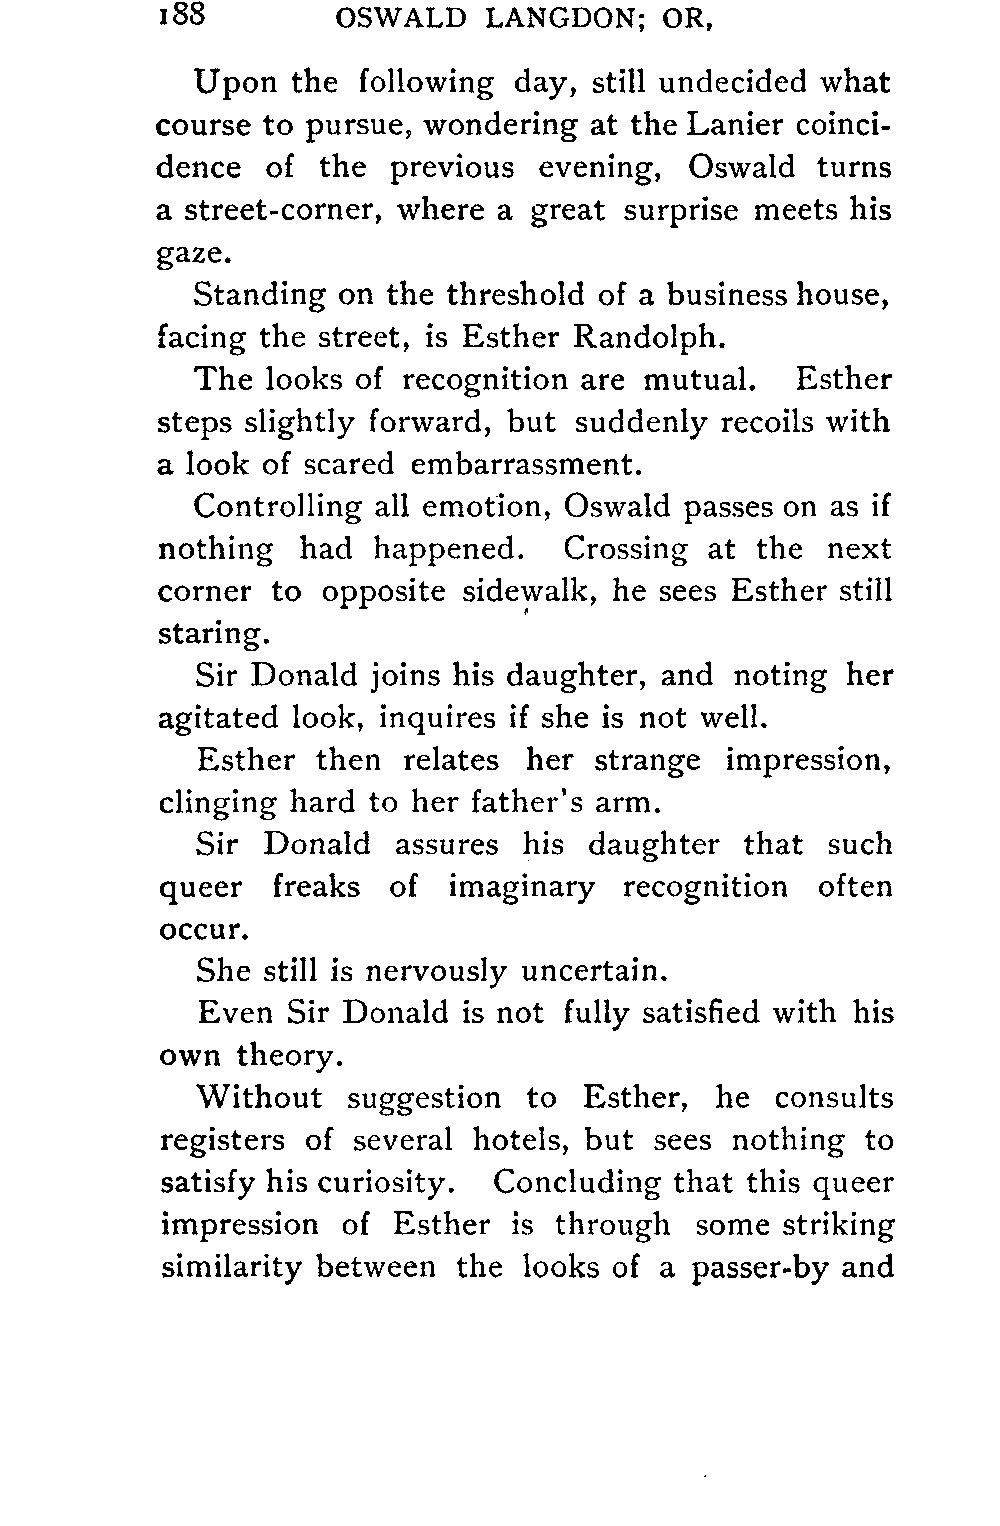 188 OSWALD LANGDON; OR,
Upon the following day, still undecided what
course to pursue, wondering at the Lanier coinci-
dence of the previous evening, Oswald turns
a street-corner, where a great surprise meets his
gaze.
Standing on the threshold of a business house,
facing the street, is Esther Randolph.
The looks of recognition are mutual. Esther
steps slightly forward, but suddenly recoils with
a look of scared embarrassment.
Controlling all emotion, Oswald passes on as if
nothing had happened. Crossing at the next
corner to opposite sidewalk, he sees Esther still
staring.
Sir Donald joins his daughter, and noting her
agitated look, inquires if she is not well.
Esther then relates her strange impression,
clinging hard to her father's arm.
Sir Donald assures his daughter that such
queer freaks of imaginary recognition often
occur.
She still is nervously uncertain.
Even Sir Donald is not fully satisfied with his
own theory.
Without suggestion to Esther, he consults
registers of several hotels, but sees nothing to
satisfy his curiosity. Concluding that this queer
impression of Esther is through some striking
similarity between the looks of a passer-by and